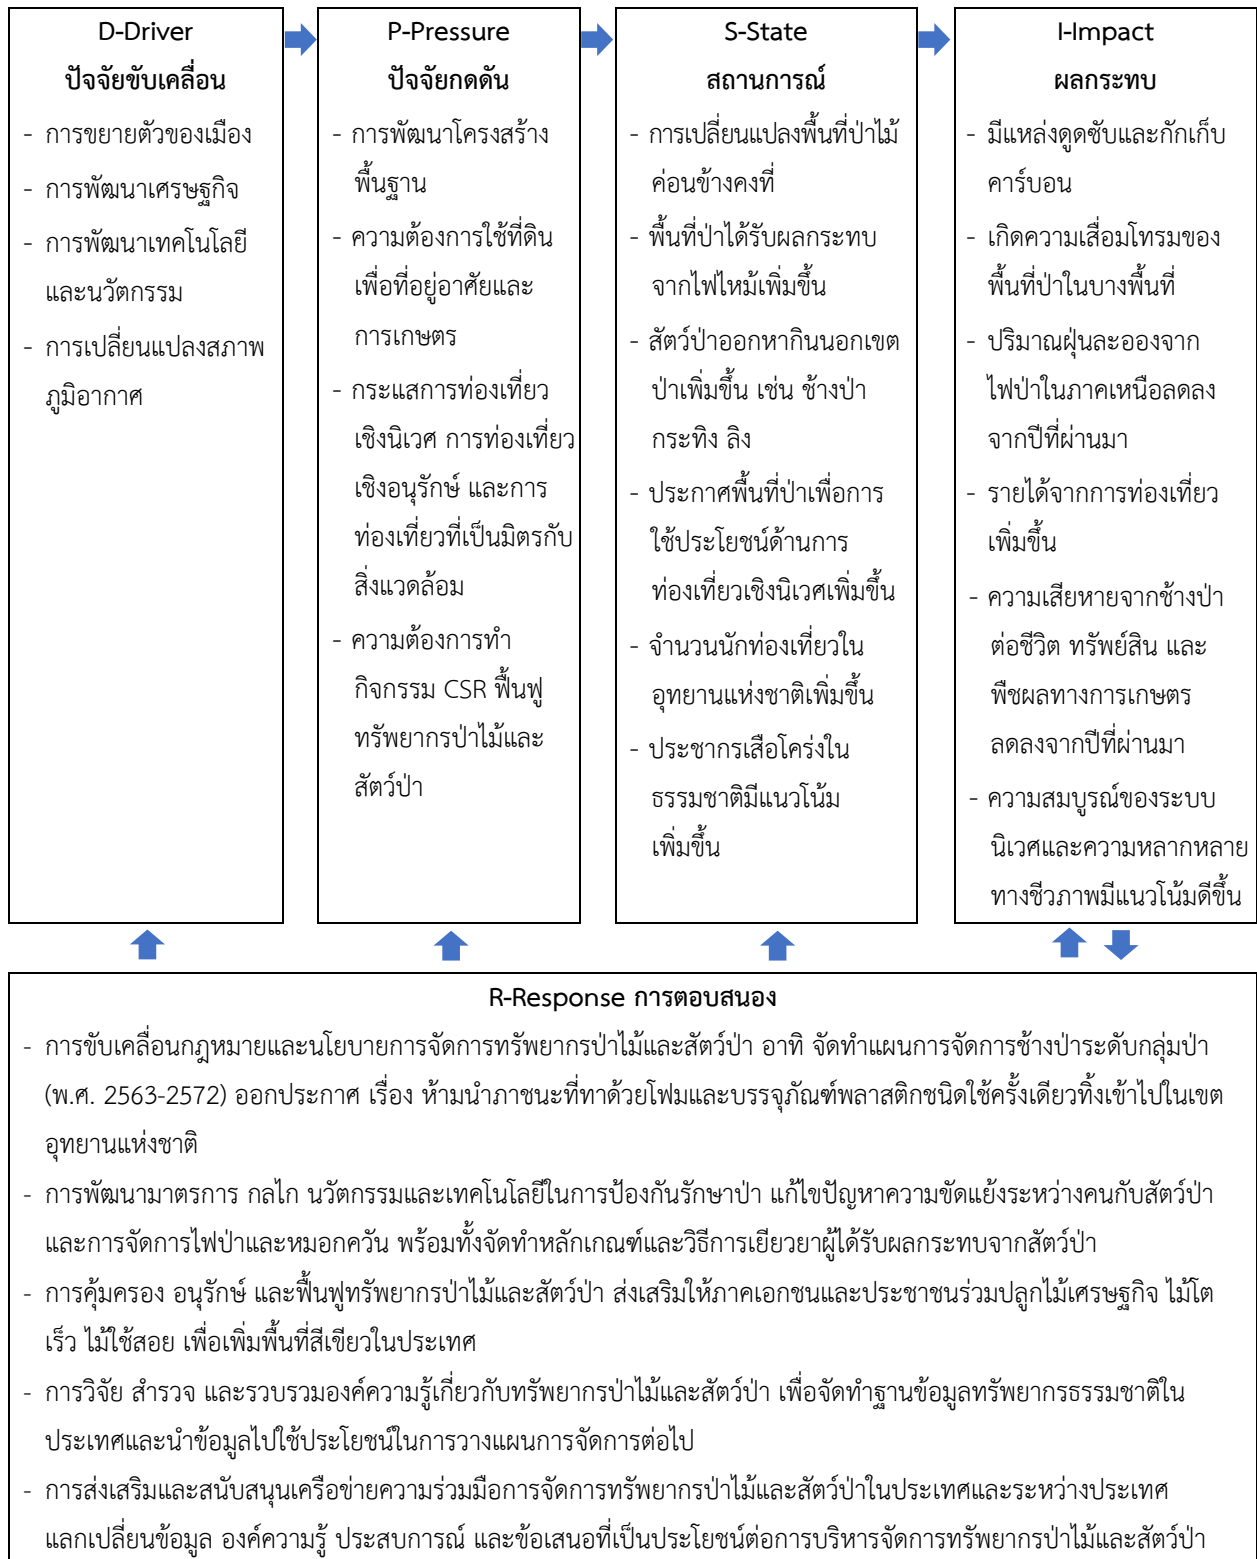 D-Driver
ปัจจัยขับเคลื่อน
- การขยายตัวของเมือง
- การพัฒนาเศรษฐกิจ
- การพัฒนาเทคโนโลยี
และนวัตกรรม
- การเปลี่ยนแปลงสภาพ
ภูมิอากาศ
P-Pressure
ปัจจัยกดดัน
- การพัฒนาโครงสร้าง
พื้นฐาน
- ความต้องการใช้ที่ดิน
เพื่อที่อยู่อาศัยและ
การเกษตร
- กระแสการท่องเที่ยว
เชิงนิเวศ การท่องเที่ยว
เชิงอนุรักษ์ และการ
ท่องเที่ยวที่เป็นมิตรกับ
สิ่งแวดล้อม
- ความต้องการทำ
กิจกรรม CSR ฟื้นฟู
ทรัพยากรป่าไม้และ
สัตว์ป่า
S-State
สถานการณ์
- การเปลี่ยนแปลงพื้นที่ป่าไม้
ค่อนข้างคงที่
- พื้นที่ป่าได้รับผลกระทบ
จากไฟไหม้เพิ่มขึ้น
- สัตว์ป่าออกหากินนอกเขต
ป่าเพิ่มขึ้น เช่น ช้างป่า
กระทิง ลิง
- ประกาศพื้นที่ป่าเพื่อการ
ใช้ประโยชน์ด้านการ
ท่องเที่ยวเชิงนิเวศเพิ่มขึ้น
- จำนวนนักท่องเที่ยวใน
อุทยานแห่งชาติเพิ่มขึ้น
- ประชากรเสือโคร่งใน
ธรรมชาติมีแนวโน้ม
เพิ่มขึ้น
I-Impact
ผลกระทบ
- มีแหล่งดูดซับและกักเก็บ
คาร์บอน
- เกิดความเสื่อมโทรมของ
พื้นที่ป่าในบางพื้นที่
- ปริมาณฝุ่นละอองจาก
ไฟป่าในภาคเหนือลดลง
จากปีที่ผ่านมา
- รายได้จากการท่องเที่ยว
เพิ่มขึ้น
- ความเสียหายจากช้างป่า
ต่อชีวิต ทรัพย์สิน และ
พืชผลทางการเกษตร
ลดลงจากปีที่ผ่านมา
- ความสมบูรณ์ของระบบ
นิเวศและความหลากหลาย
ทางชีวภาพมีแนวโน้มดีขึ้น
R-Response การตอบสนอง
- การขับเคลื่อนกฎหมายและนโยบายการจัดการทรัพยากรป่าไม้และสัตว์ป่า อาทิ จัดทำแผนการจัดการช้างป่าระดับกลุ่มป่า
(พ.ศ. 2563-2572) ออกประกาศ เรื่อง ห้ามนำภาชนะที่ทาด้วยโฟมและบรรจุภัณฑ์พลาสติกชนิดใช้ครั้งเดียวทิ้งเข้าไปในเขต
อุทยานแห่งชาติ
- การพัฒนามาตรการ กลไก นวัตกรรมและเทคโนโลยีในการป้องกันรักษาป่า แก้ไขปัญหาความขัดแย้งระหว่างคนกับสัตว์ป่า
และการจัดการไฟป่าและหมอกควัน พร้อมทั้งจัดทำหลักเกณฑ์และวิธีการเยียวยาผู้ได้รับผลกระทบจากสัตว์ป่า
- การคุ้มครอง อนุรักษ์ และฟื้นฟูทรัพยากรป่าไม้และสัตว์ป่า ส่งเสริมให้ภาคเอกชนและประชาชนร่วมปลูกไม้เศรษฐกิจ ไม้โต
เร็ว ไม้ใช้สอย เพื่อเพิ่มพื้นที่สีเขียวในประเทศ
- การวิจัย สำรวจ และรวบรวมองค์ความรู้เกี่ยวกับทรัพยากรป่าไม้และสัตว์ป่า เพื่อจัดทำฐานข้อมูลทรัพยากรธรรมชาติใน
ประเทศและนำข้อมูลไปใช้ประโยชน์ในการวางแผนการจัดการต่อไป
- การส่งเสริมและสนับสนุนเครือข่ายความร่วมมือการจัดการทรัพยากรป่าไม้และสัตว์ป่าในประเทศและระหว่างประเทศ
แลกเปลี่ยนข้อมูล องค์ความรู้ ประสบการณ์ และข้อเสนอที่เป็นประโยชน์ต่อการบริหารจัดการทรัพยากรป่าไม้และสัตว์ป่า